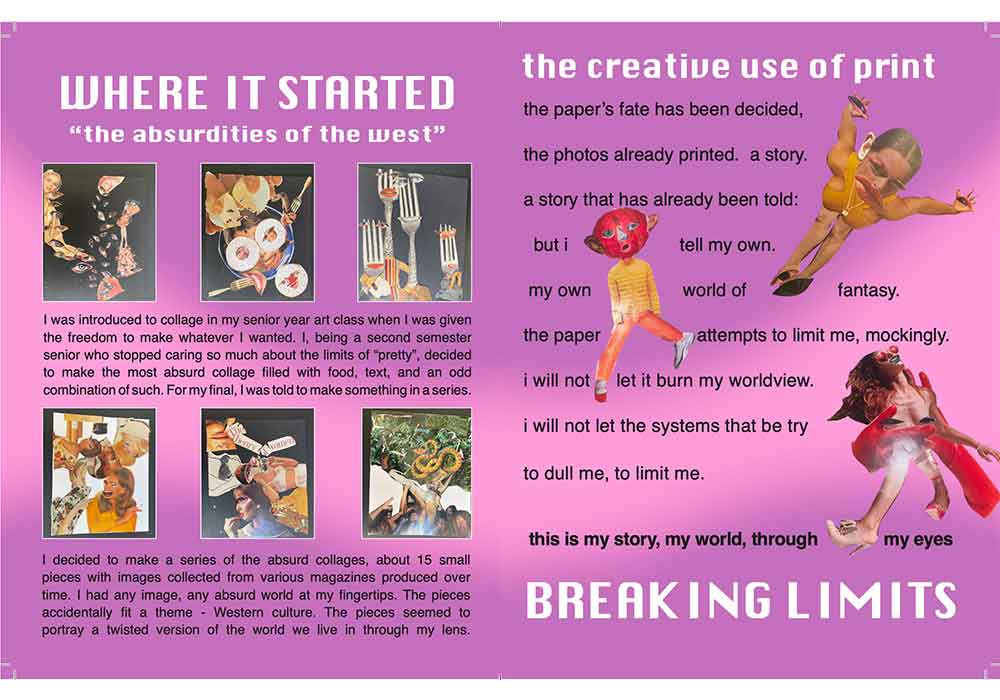 WHERE IT STARTED
“the absurdities of the west”
I was introduced to collage in my senior year art class when I was given
the freedom to make whatever I wanted. I, being a second semester
senior who stopped caring so much about the limits of “pretty”, decided
to make the most absurd collage filled with food, text, and an odd
combination of such. For my final, I was told to make something in a series.
women
I decided to make a series of the absurd collages, about 15 small
pieces with images collected from various magazines produced over
time. I had any image, any absurd world at my fingertips. The pieces
accidentally fit a theme - Western culture. The pieces seemed to
portray a twisted version of the world we live in through my lens.
the creative use of print
the paper’s fate has been decided,
the photos already printed. a story.
a story that has already been told:
but i tell my own.
my own world of fantasy.
the paper attempts to limit me, mockingly.
i will not let it burn my worldview.
i will not let the systems that be try
to dull me, to limit me.
this is my story, my world, through my eyes
BREAKING LIMITS